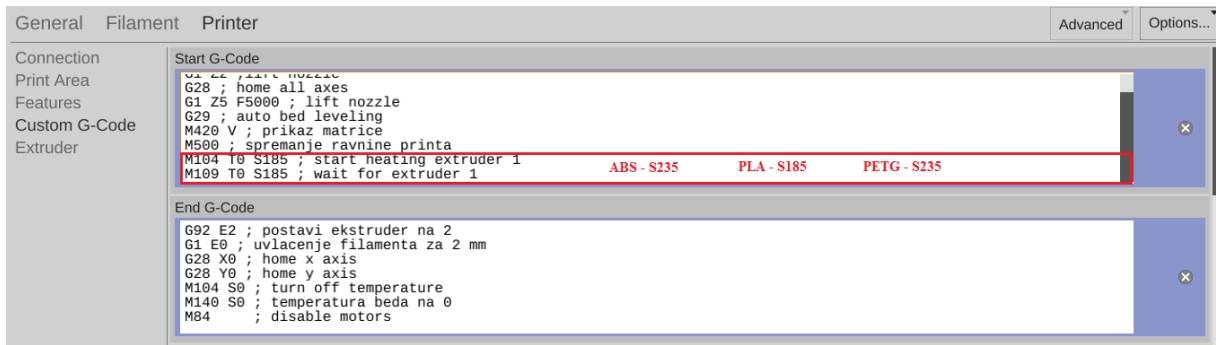 General Filament Printer Advanced Options...
Connection
Print Area
Features
Custom G-Code
Extruder
Start G-Code
G1 Z2 ;lift nozzle
G28 ; home all axes
G1 Z5 F5000 ; lift nozzle
G29 ; auto bed leveling
M420 V ; prikaz matrice
M500 ; spremanje ravnine printa
M104 T0 S185 ; start heating extruder 1
M109 T0 S185 ; wait for extruder 1
ABS - S235 PLA - S185 PETG - S235
End G-Code
G92 E2 ; postavi ekstruder na 2
G1 E0 ; uvlacenje filamenta za 2 mm
G28 X0 ; home x axis
G28 Y0 ; home y axis
M104 S0 ; turn off temperature
M140 S0 ; temperatura beda na 0
M84 ; disable motors